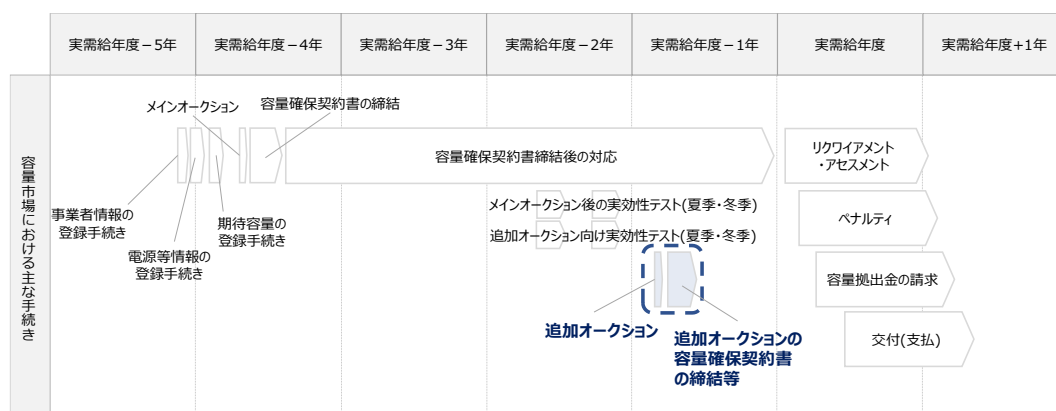 実需給年度－5年
実需給年度－4年
実需給年度－3年
実需給年度－2年
実需給年度－1年
実需給年度
実需給年度+1年
容量市場における主な手続き
メインオークション
容量確保契約書の締結
容量確保契約書締結後の対応
リクワイアメント
・アセスメント
事業者情報の
登録手続き
電源等情報の
登録手続き
期待容量の
登録手続き
メインオークション後の実効性テスト(夏季・冬季)
追加オークション向け実効性テスト(夏季・冬季)
ペナルティ
容量拠出金の請求
追加オークション
追加オークションの
容量確保契約書
の締結等
交付(支払)